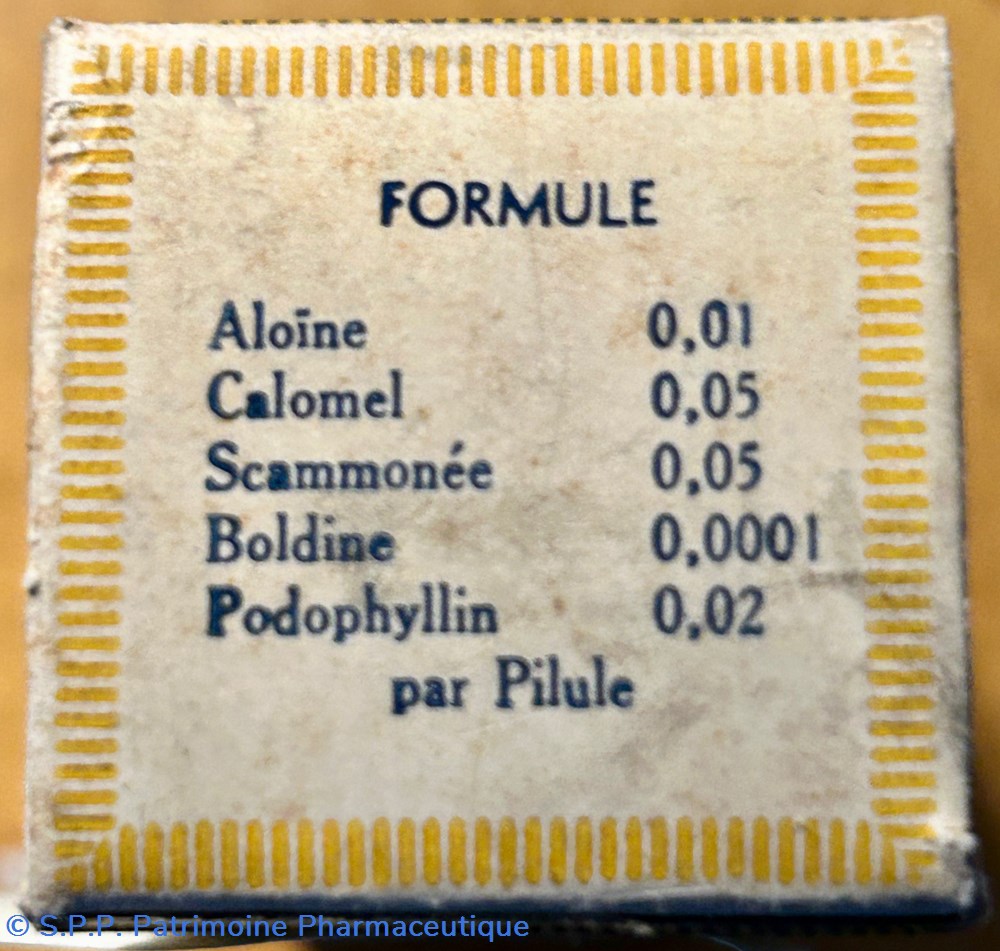 FORMULE
Aloïne 0,01
Calomel 0,05
Scammonée 0,05
Boldine 0,0001
Podophyllin 0,02
par Pilule
© S.P.P. Patrimoine Pharmaceutique